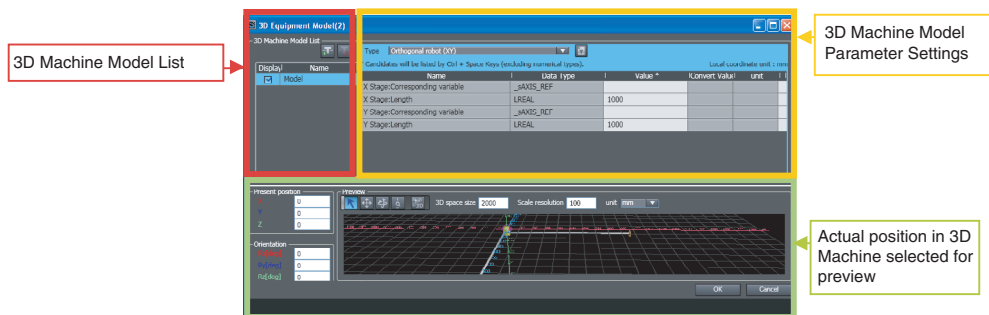 3D Machine Model List
3D Equipment Model(2)
3D Machine Model List
Display Name
Model
Type Orthogonal robot (XY)
Candidates will be listed by Ctrl + Space Keys (excluding numerical types). Local coordinate unit : mm
Name Data Type Value Convert Value unit
X Stage:Corresponding variable _sAXIS_REF
X Stage:Length LREAL 1000
Y Stage:Corresponding variable _sAXIS_REF
Y Stage:Length LREAL 1000
3D Machine Model
Parameter Settings
Present position
X 0
Y 0
Z 0
Orientation
0
Ry[deg] 0
Rz[deg] 0
Preview
3D space size 2000 Scale resolution 100 unit mm
OK Cancel
Actual position in 3D
Machine selected for
preview